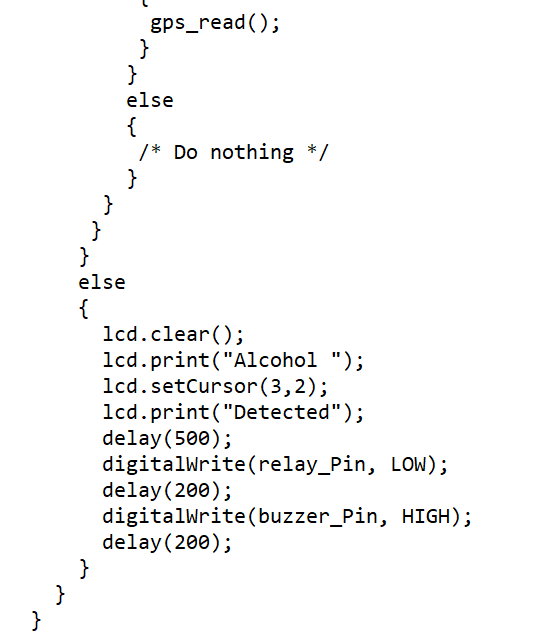 {
gps_read();
}
}
else
{
/* Do nothing */
}
}
}
}
else
{
lcd.clear();
lcd.print("Alcohol ");
lcd.setCursor(3,2);
lcd.print("Detected");
delay(500);
digitalWrite(relay_Pin, LOW);
delay(200);
digitalWrite(buzzer_Pin, HIGH);
delay(200);
}
}
}